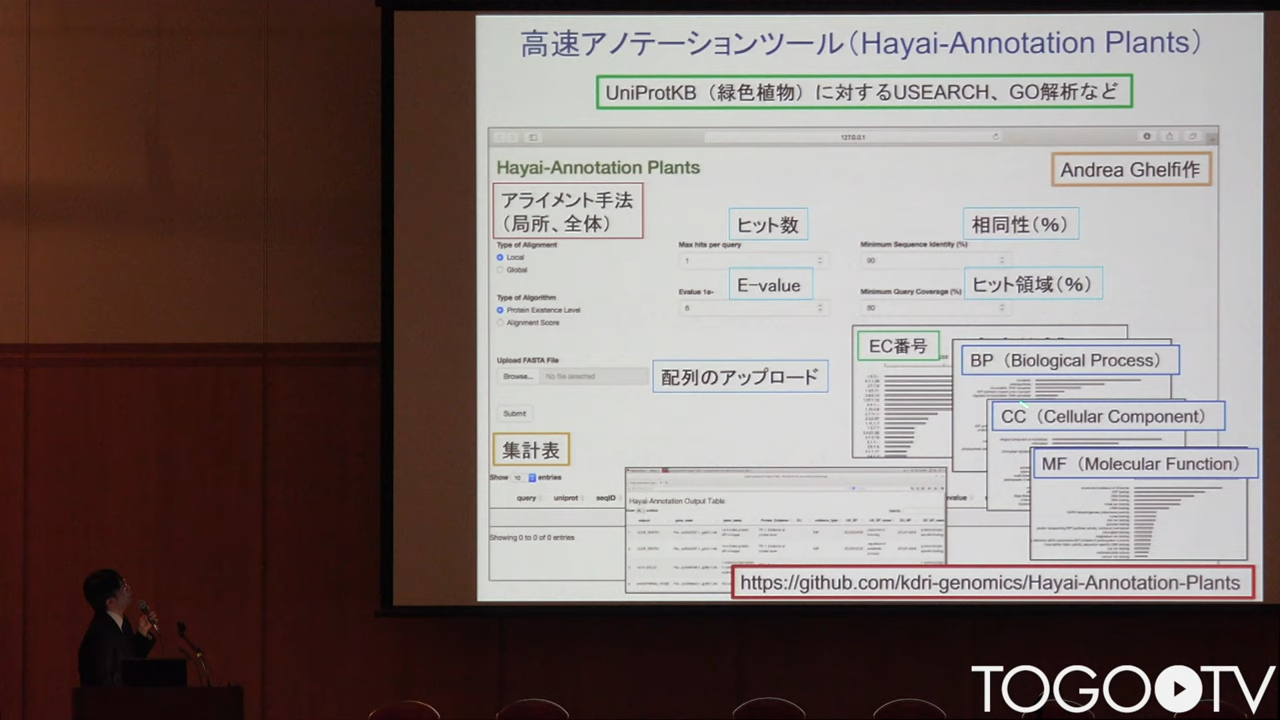 高速アノテーションツール（Hayai-Annotation Plants）
UniProtKB（緑色植物）に対するUSEARCH、GO解析など
127.0.0.1
Hayai-Annotation Plants
Andrea Ghelfi作
アライメント手法
（局所、全体）
ヒット数
相同性（%）
Type of Alignment
Max hits per query
Minimum Sequence Identity (%)
Local
1
90
Global
E-value
ヒット領域（%）
Evalue 1e-
Minimum Query Coverage (%)
Type of Algorithm
6
80
Protein Existence Level
Alignment Score
EC番号
BP（Biological Process）
Upload FASTA File
Browse...
No file selected
配列のアップロード
CC（Cellular Component）
Submit
集計表
MF（Molecular Function）
Show 10 entries
query
uniprot
seqID
Hayai-Annotation Output Table
Showing 0 to 0 of 0 entries
https://github.com/kdri-genomics/Hayai-Annotation-Plants
TOGO TV